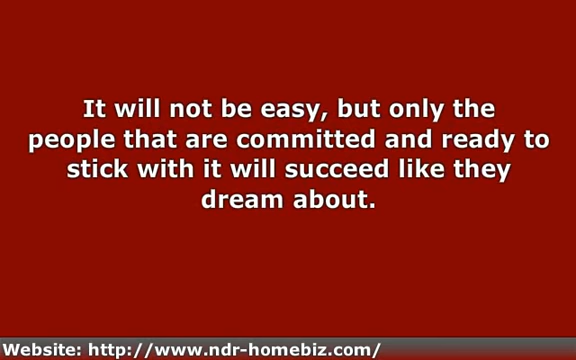 It will not be easy, but only the
people that are committed and ready to
stick with it will succeed like they
dream about.
Website: http://www.ndr-homebiz.com/